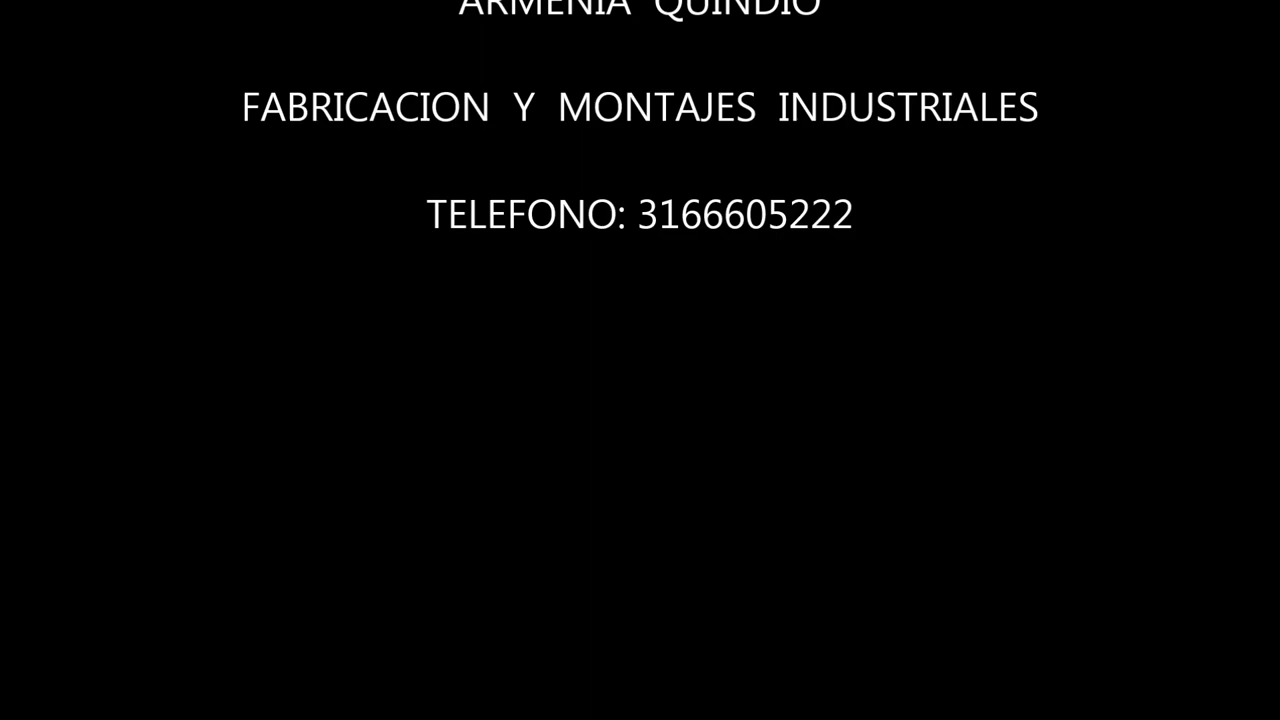 ARMENIA QUINDIO
FABRICACION Y MONTAJES INDUSTRIALES
TELEFONO: 3166605222